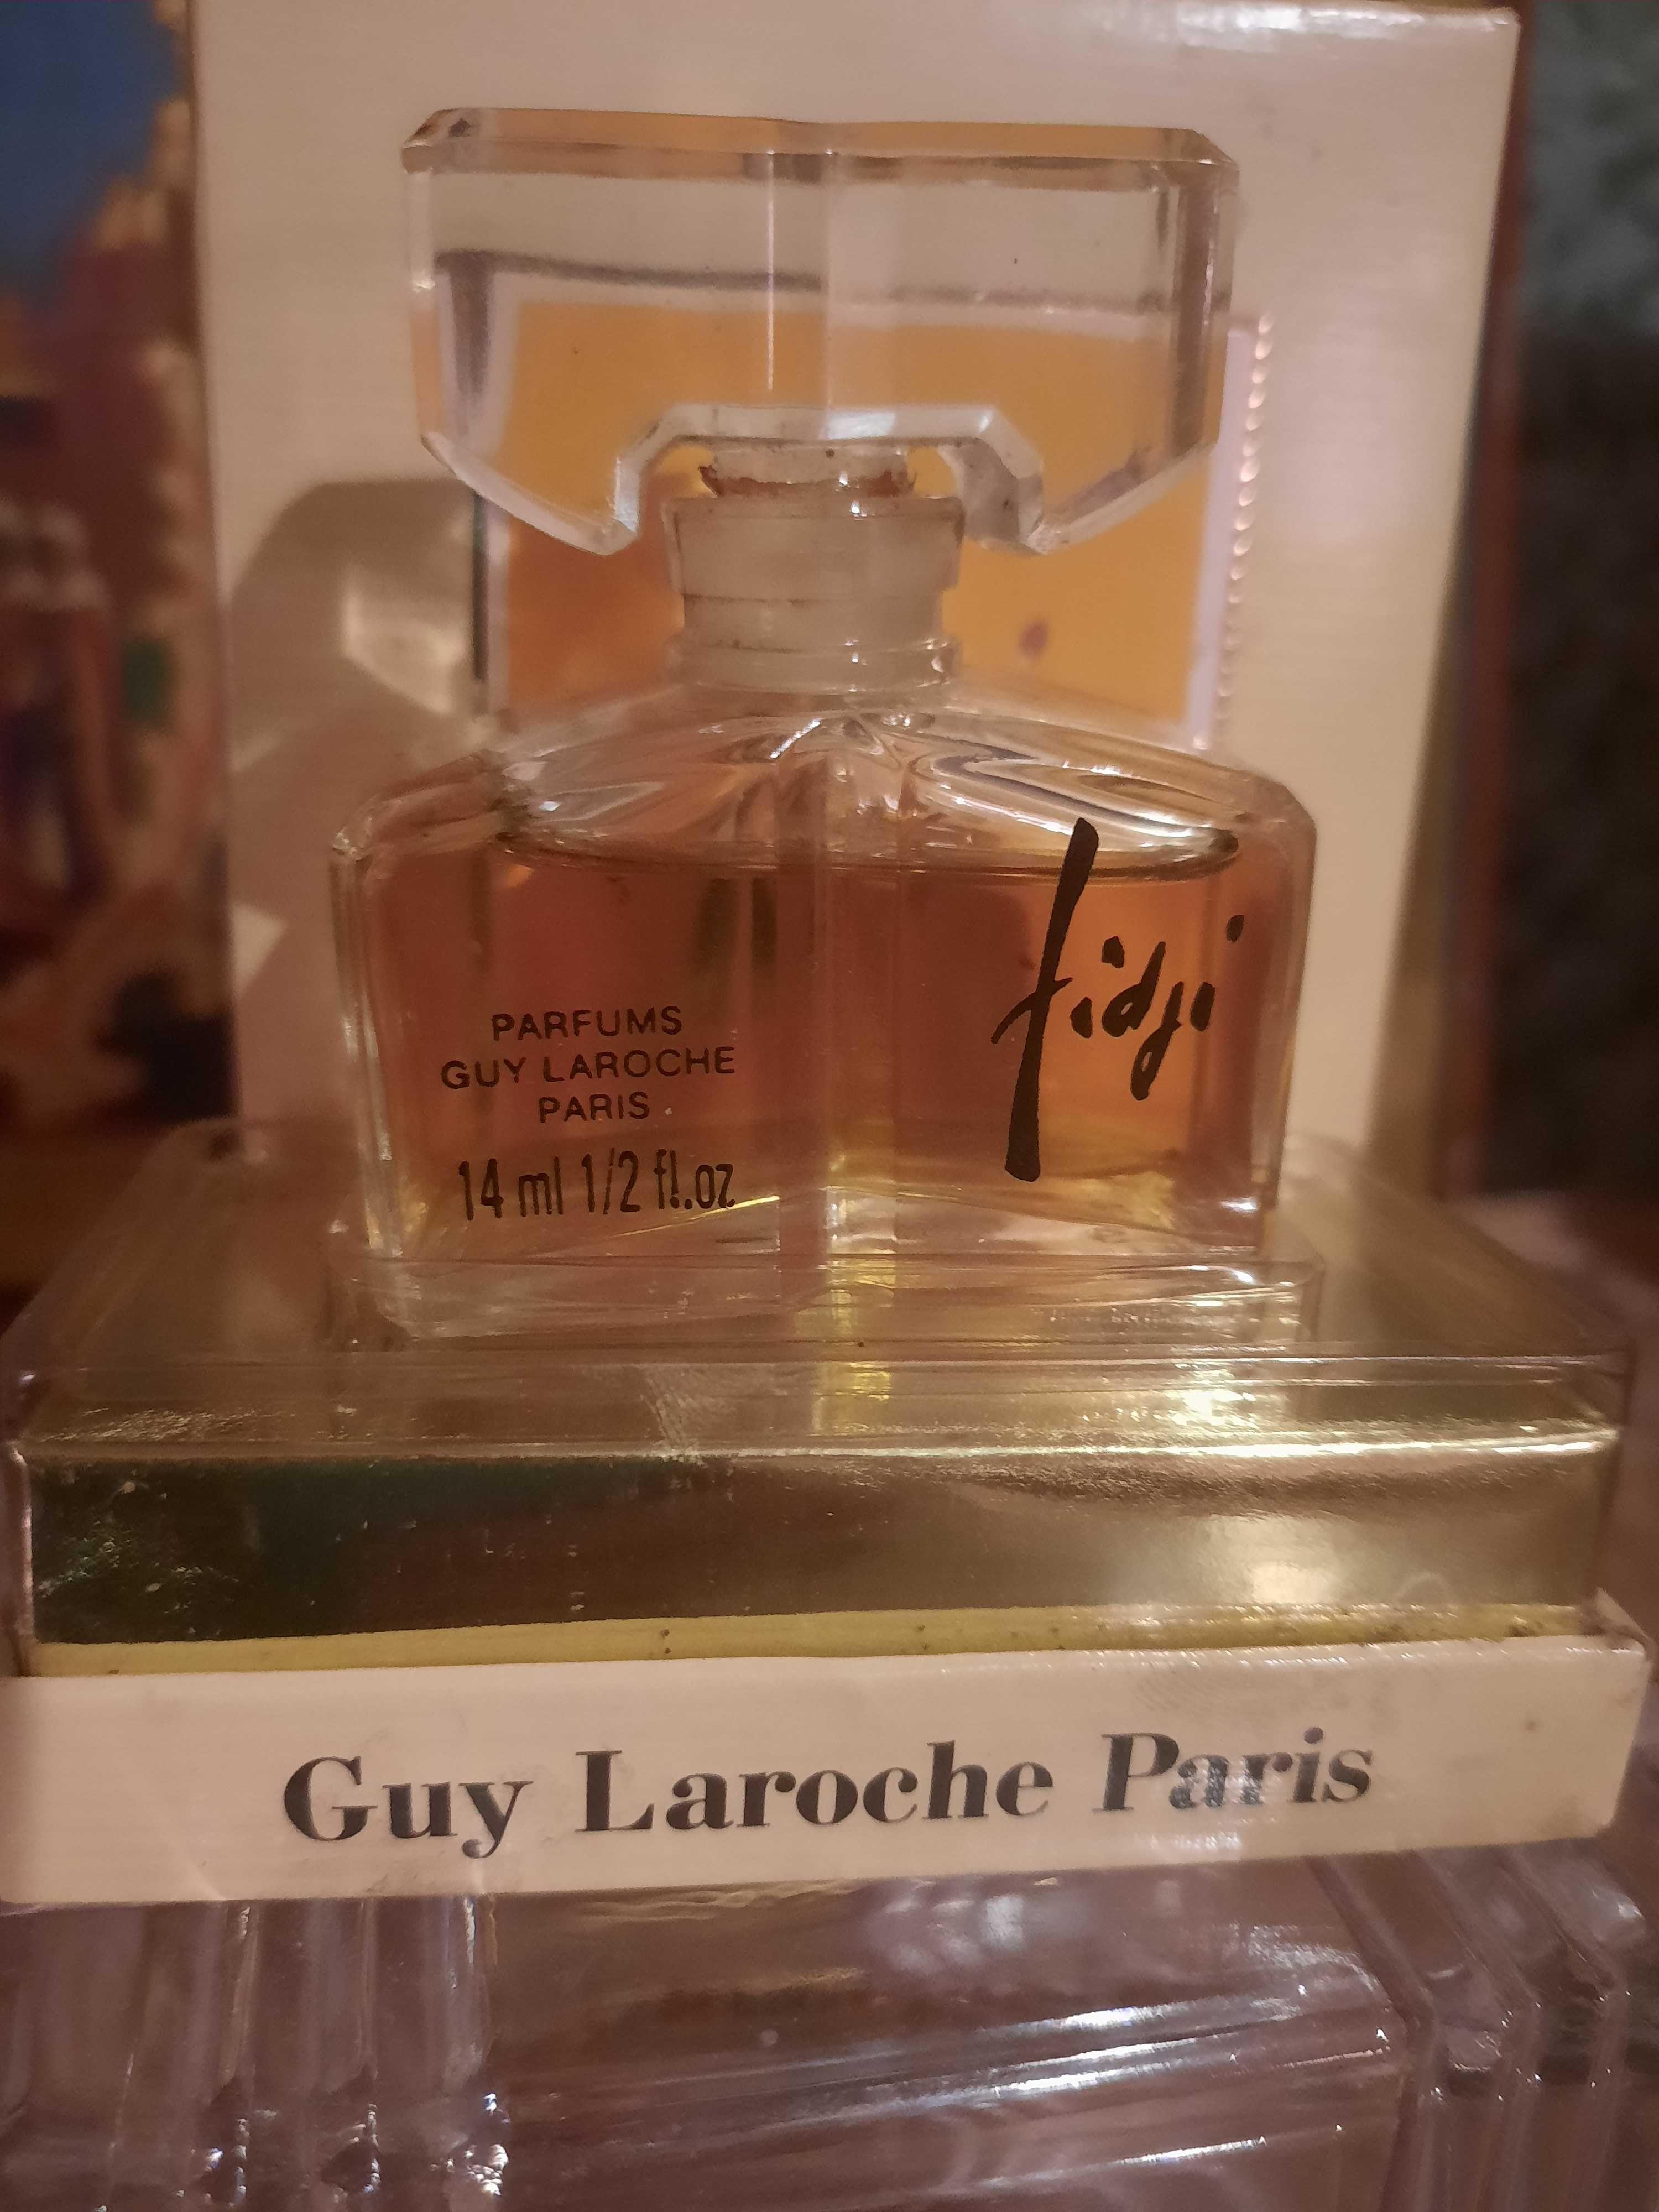 fidji
PARFUMS
GUY LAROCHE
PARIS
14 ml 1/2 fl.oz
Guy Laroche Paris